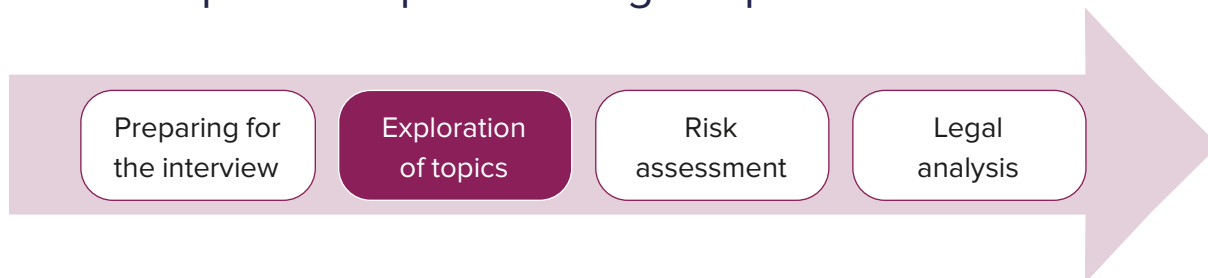 Preparing for
the interview
Exploration
of topics
Risk
assessment
Legal
analysis